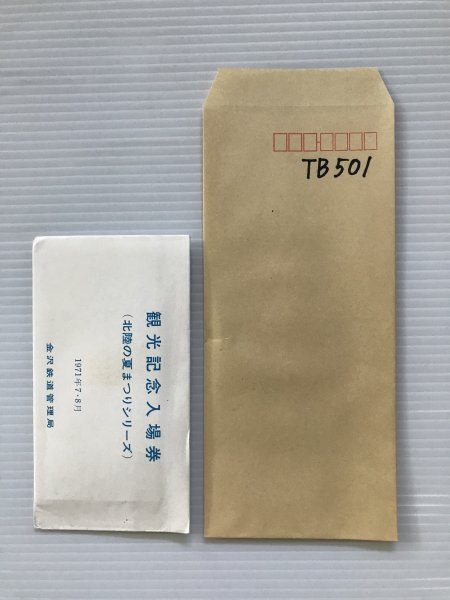 観光記念入場券
(北陸の夏まつりシリーズ)
1971年7・8月
金沢鉄道管理局
TB501